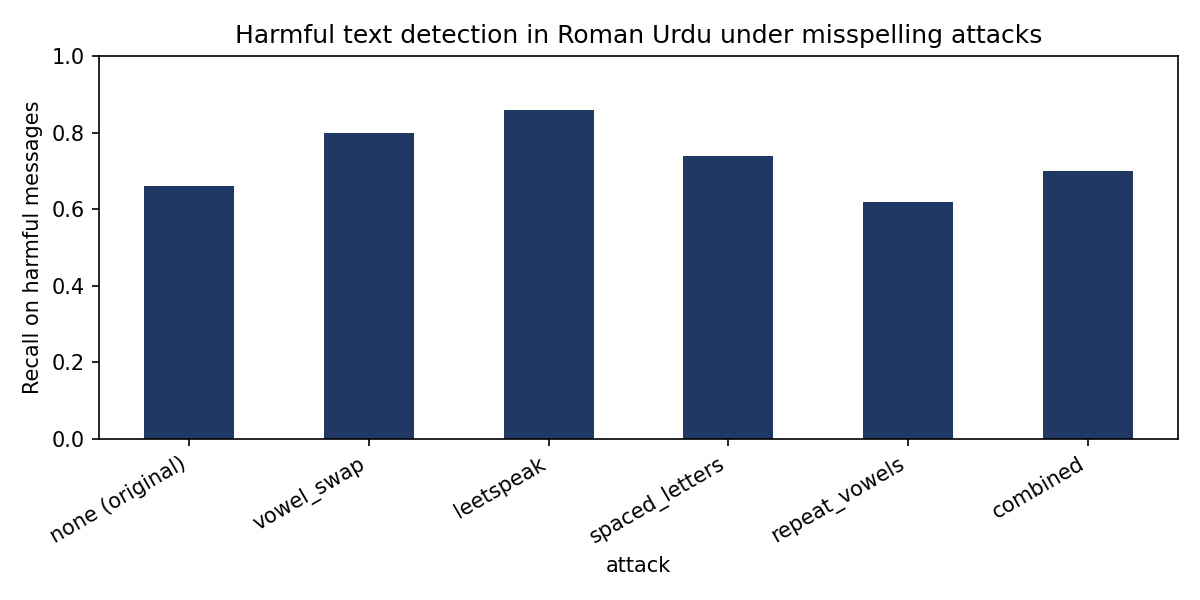 Harmful text detection in Roman Urdu under misspelling attacks
Recall on harmful messages
1.0
0.8
0.6
0.4
0.2
0.0
none (original)
vowel_swap
leetspeak
spaced_letters
repeat_vowels
combined
attack